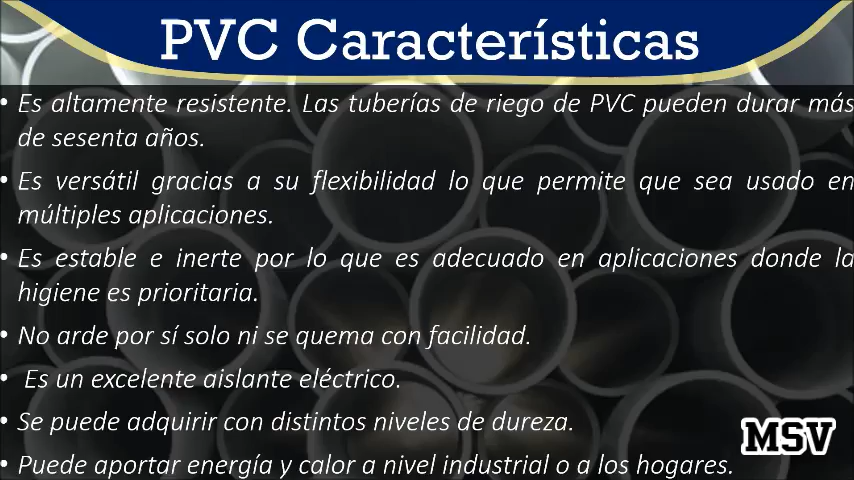 PVC Características
• Es altamente resistente. Las tuberías de riego de PVC pueden durar más
de sesenta años.
• Es versátil gracias a su flexibilidad lo que permite que sea usado en
múltiples aplicaciones.
• Es estable e inerte por lo que es adecuado en aplicaciones donde la
higiene es prioritaria.
• No arde por sí solo ni se quema con facilidad.
• Es un excelente aislante eléctrico.
• Se puede adquirir con distintos niveles de dureza.
• Puede aportar energía y calor a nivel industrial o a los hogares.
MSV